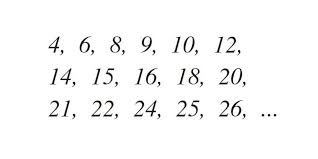 4, 6, 8, 9, 10, 12,
14, 15, 16, 18, 20,
21, 22, 24, 25, 26, ...